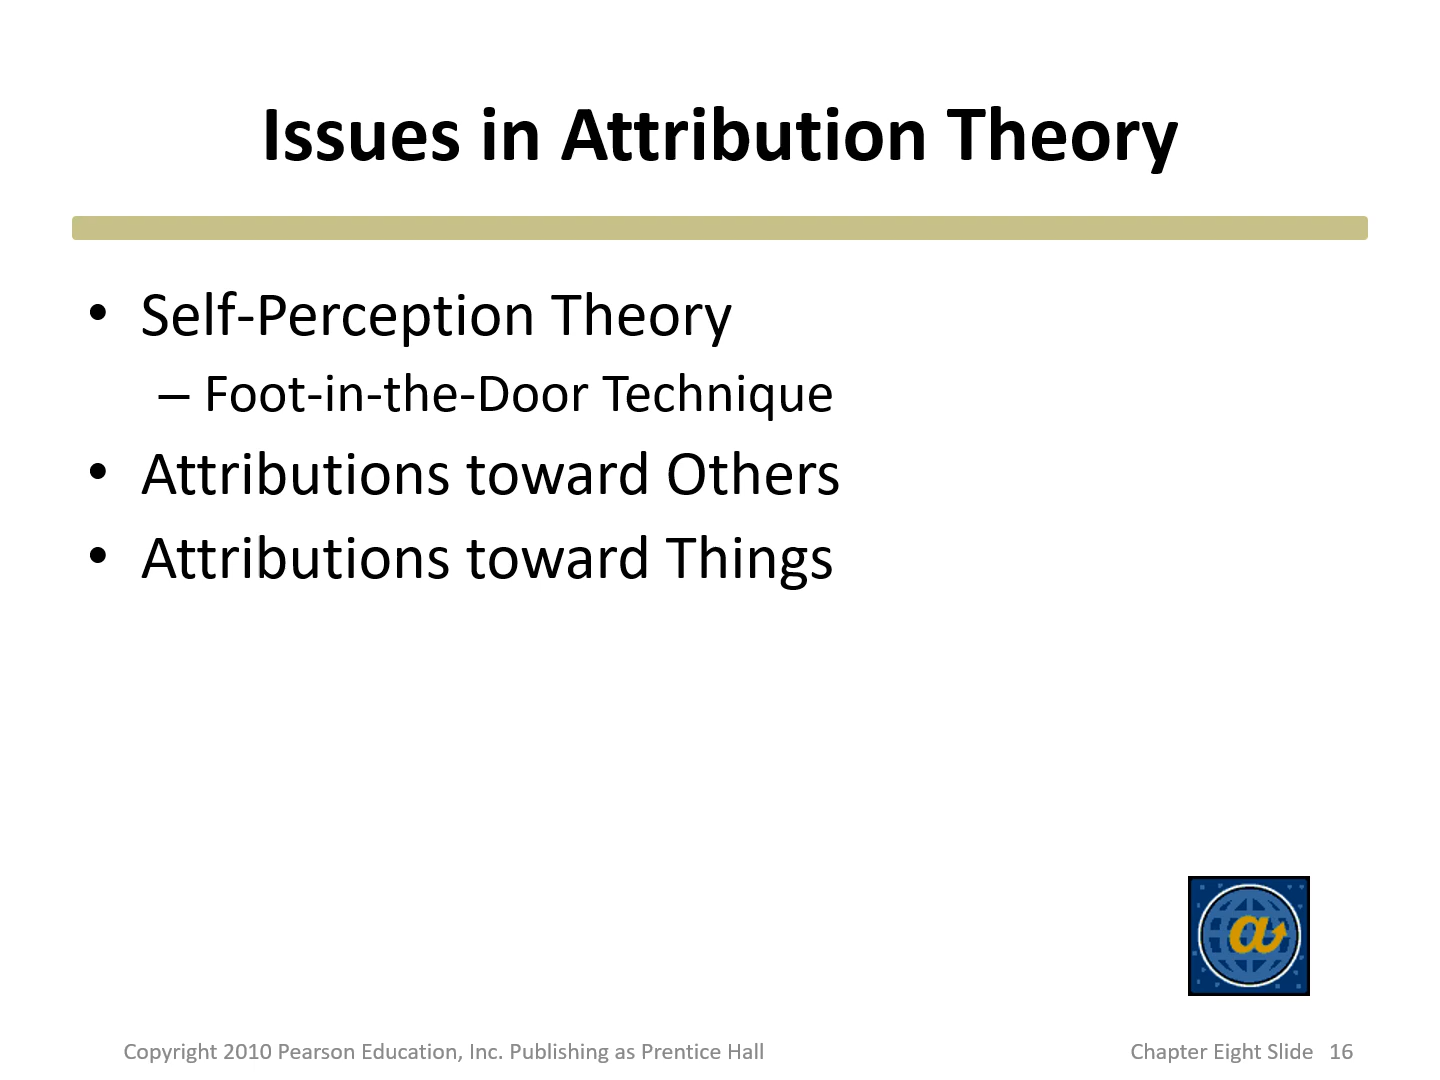 Issues in Attribution Theory
• Self-Perception Theory
– Foot-in-the-Door Technique
• Attributions toward Others
• Attributions toward Things
@
Copyright 2010 Pearson Education, Inc. Publishing as Prentice Hall
Chapter Eight Slide 16